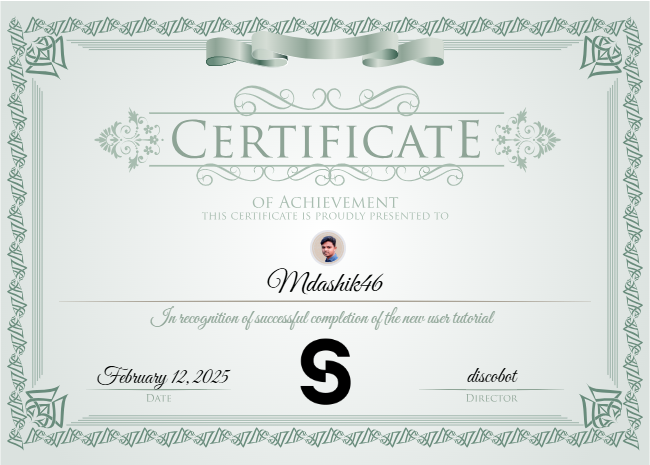 CERTIFICATE
OF ACHIEVEMENT
THIS CERTIFICATE IS PROUDLY PRESENTED TO
Mdashik46
In recognition of successful completion of the new user tutorial
S
February 12, 2025
discobot
DATE
DIRECTOR